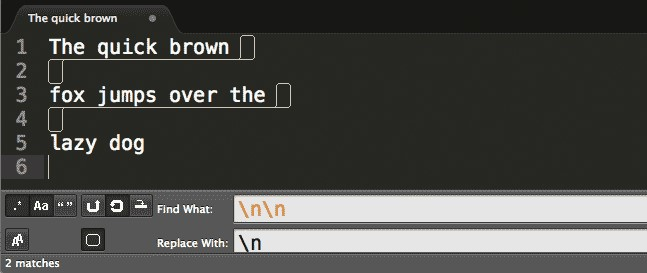 The quick brown
1 The quick brown
2
3 fox jumps over the
4
5 lazy dog
6
.* Aa “” Find What: \n\n
AA Replace With: \n
2 matches